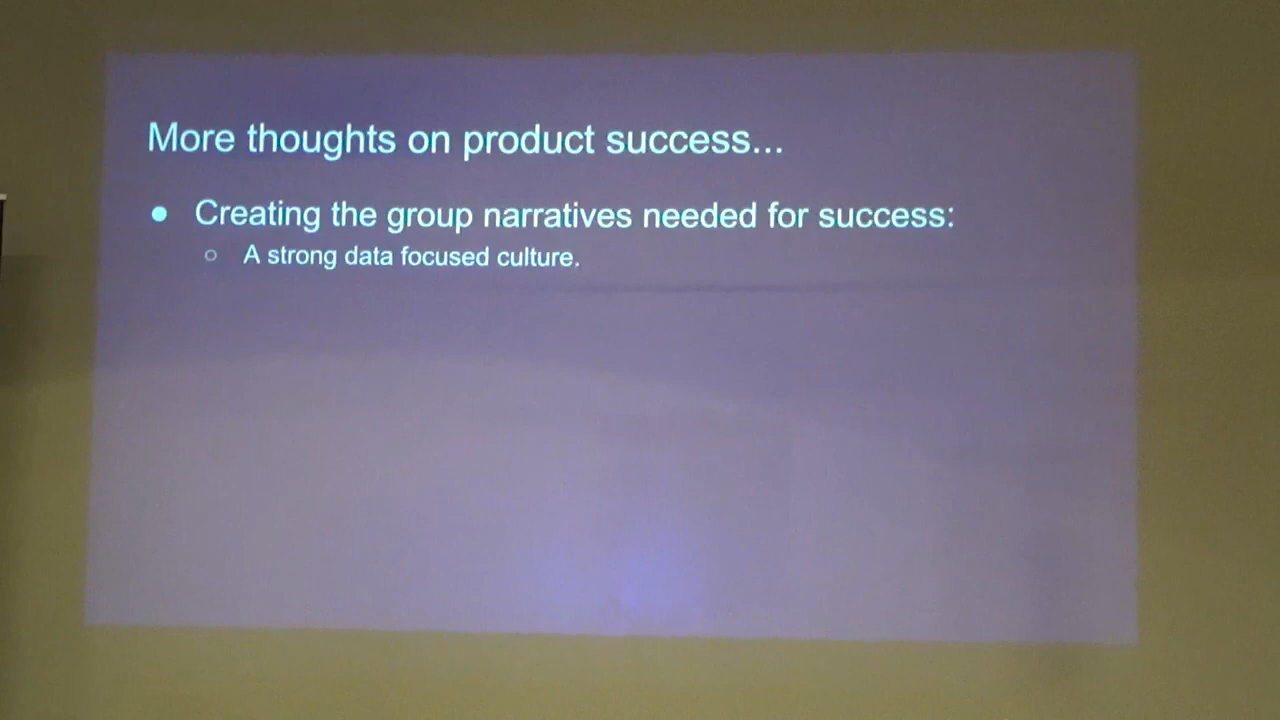 More thoughts on product success...
● Creating the group narratives needed for success:
○ A strong data focused culture.